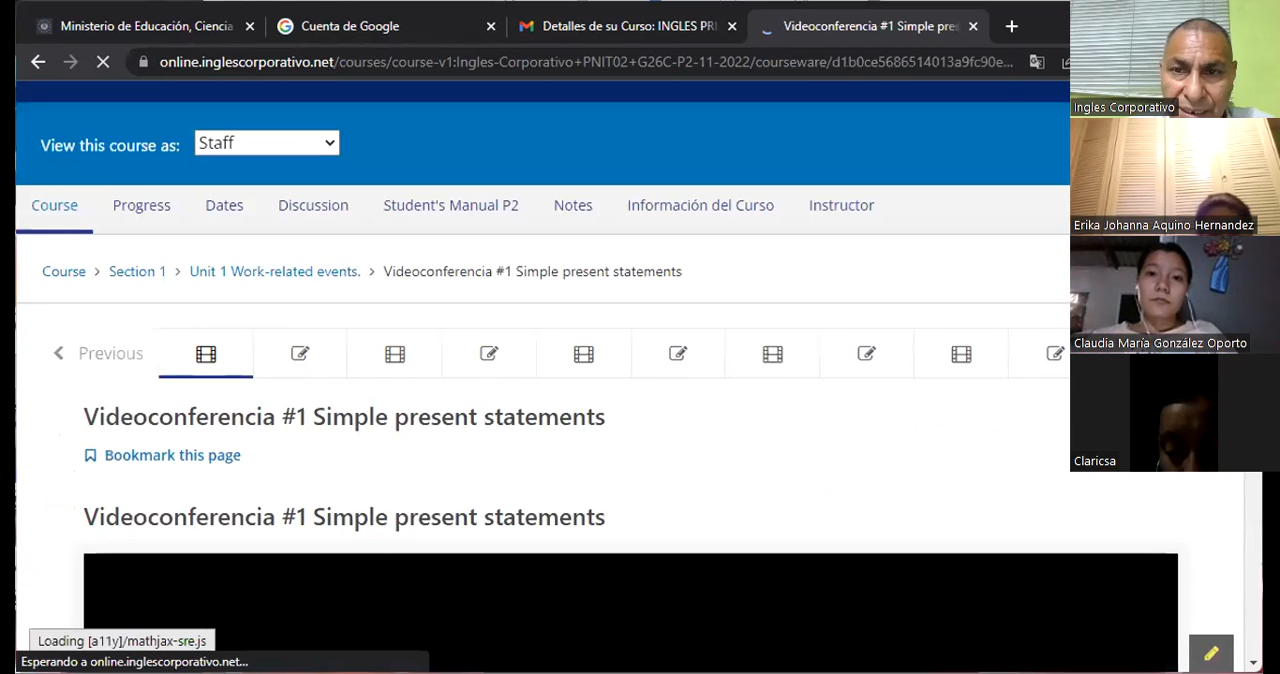 Ministerio de Educación, Ciencia
Cuenta de Google
Detalles de su Curso: INGLES PRI
Videoconferencia #1 Simple pres
online.inglescorporativo.net/courses/course-v1:Ingles-Corporativo+PNIT02+G26C-P2-11-2022/courseware/d1b0ce5686514013a9fc90e...
Ingles Corporativo
View this course as: Staff
Course Progress Dates Discussion Student's Manual P2 Notes Información del Curso Instructor
Erika Johanna Aquino Hernandez
Course > Section 1 > Unit 1 Work-related events. > Videoconferencia #1 Simple present statements
Previous
Claudia María González Oporto
Videoconferencia #1 Simple present statements
Bookmark this page
Claricsa
Videoconferencia #1 Simple present statements
Loading [a11y]/mathjax-sre.js
Esperando a online.inglescorporativo.net...